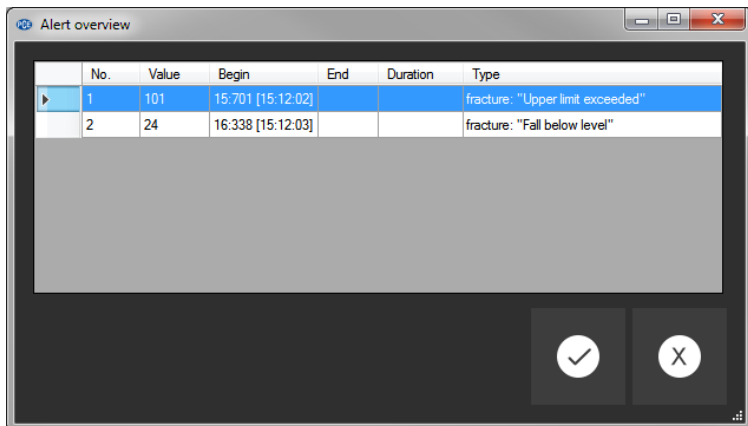 PCE Alert overview
No. Value Begin End Duration Type
1 101 15:701 [15:12:02] fracture: "Upper limit exceeded"
2 24 16:338 [15:12:03] fracture: "Fall below level"
X